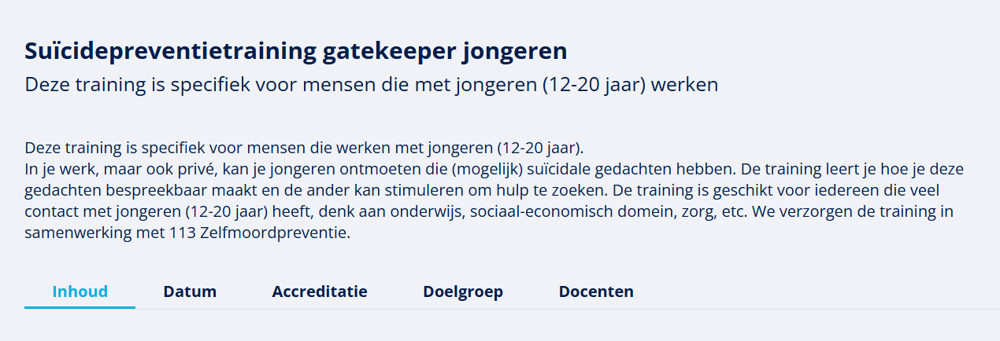 Suïcidepreventietraining gatekeeper jongeren
Deze training is specifiek voor mensen die met jongeren (12-20 jaar) werken
Deze training is specifiek voor mensen die werken met jongeren (12-20 jaar).
In je werk, maar ook privé, kan je jongeren ontmoeten die (mogelijk) suïcidale gedachten hebben. De training leert je hoe je deze
gedachten bespreekbaar maakt en de ander kan stimuleren om hulp te zoeken. De training is geschikt voor iedereen die veel
contact met jongeren (12-20 jaar) heeft, denk aan onderwijs, sociaal-economisch domein, zorg, etc. We verzorgen de training in
samenwerking met 113 Zelfmoordpreventie.
Inhoud Datum Accreditatie Doelgroep Docenten